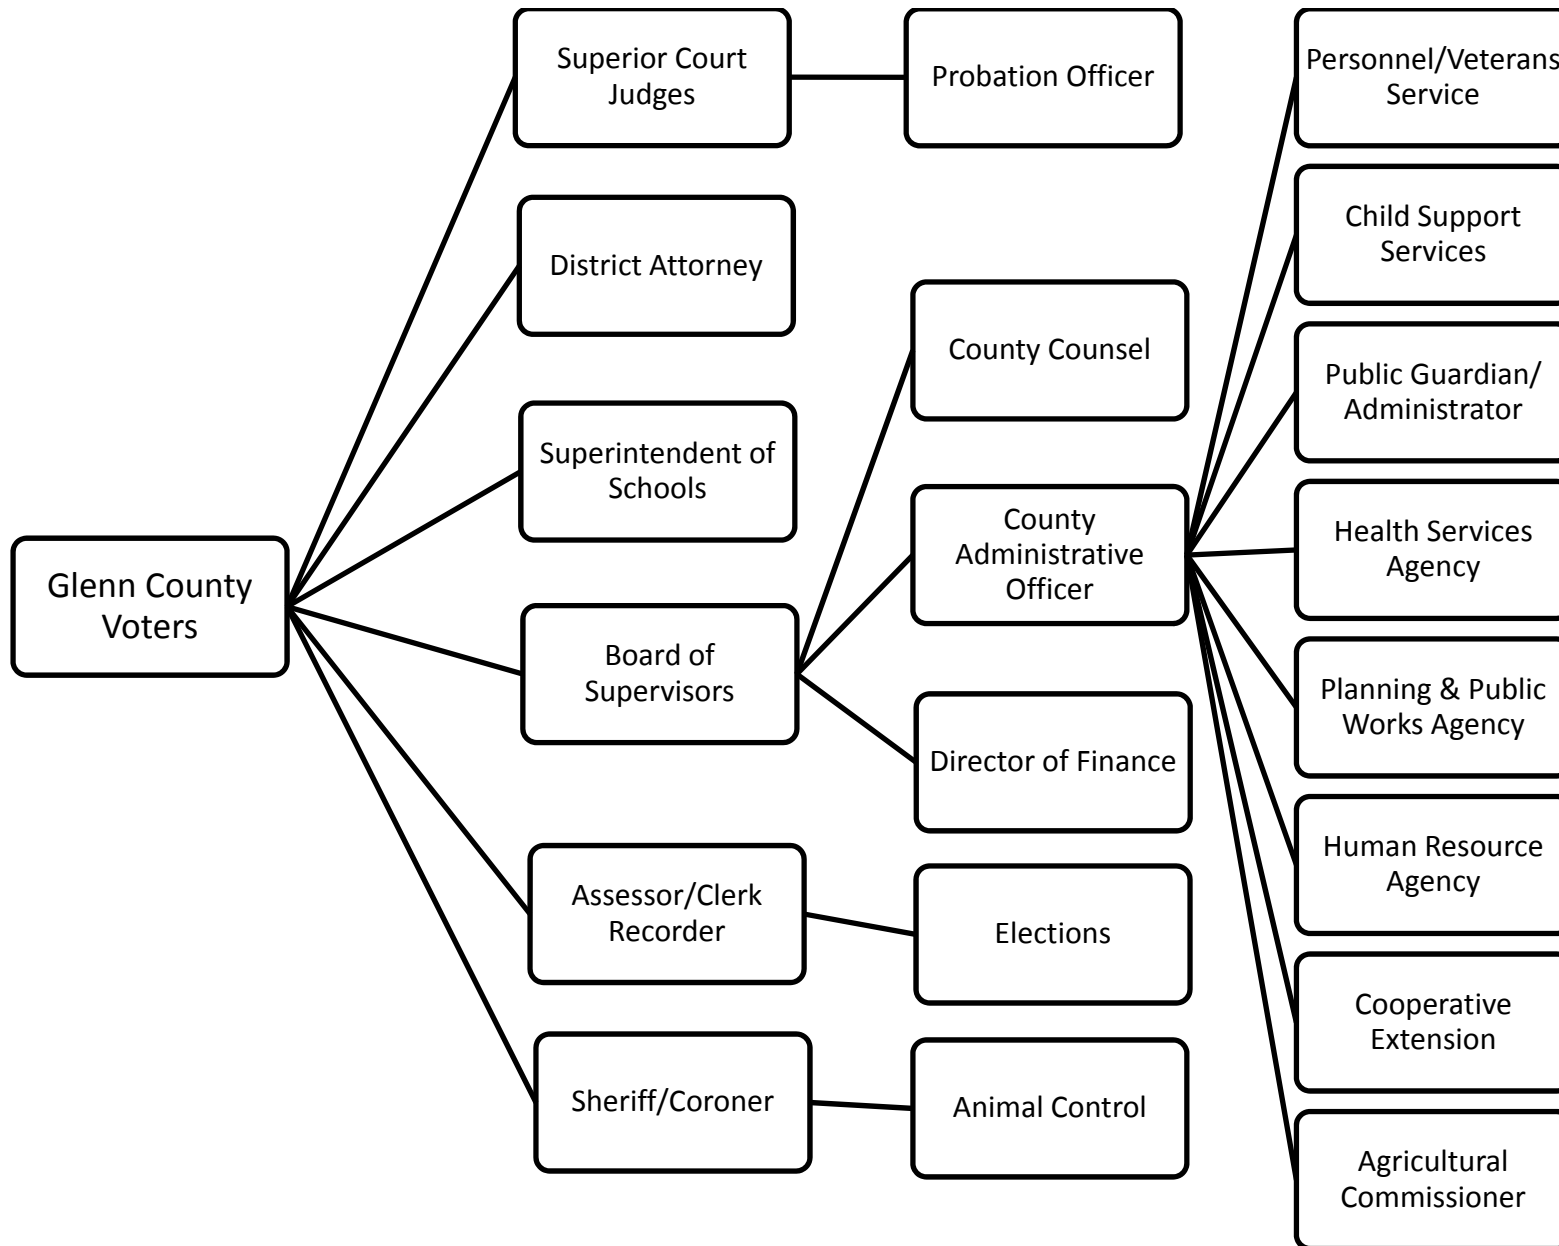 Superior Court
Judges
Probation Officer
Personnel/Veterans
Service
District Attorney
Child Support
Services
County Counsel
Public Guardian/
Administrator
Superintendent of
Schools
County
Administrative
Officer
Health Services
Agency
Glenn County
Voters
Board of
Supervisors
Planning & Public
Works Agency
Director of Finance
Human Resource
Agency
Assessor/Clerk
Recorder
Elections
Cooperative
Extension
Sheriff/Coroner
Animal Control
Agricultural
Commissioner